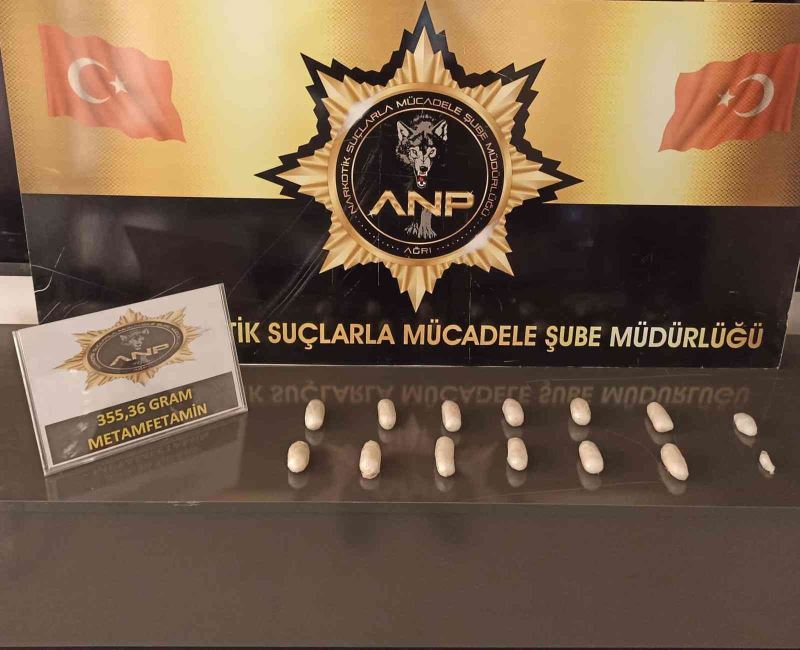 NARKOTİK SUÇLARLA MÜCADELE ŞUBE MÜDÜRLÜĞÜ
ANP
AĞRI
TİK SUÇLARLA MÜCADELE ŞUBE MÜDÜRLÜĞÜ
ANP
355,36 GRAM
METAMFETAMİN